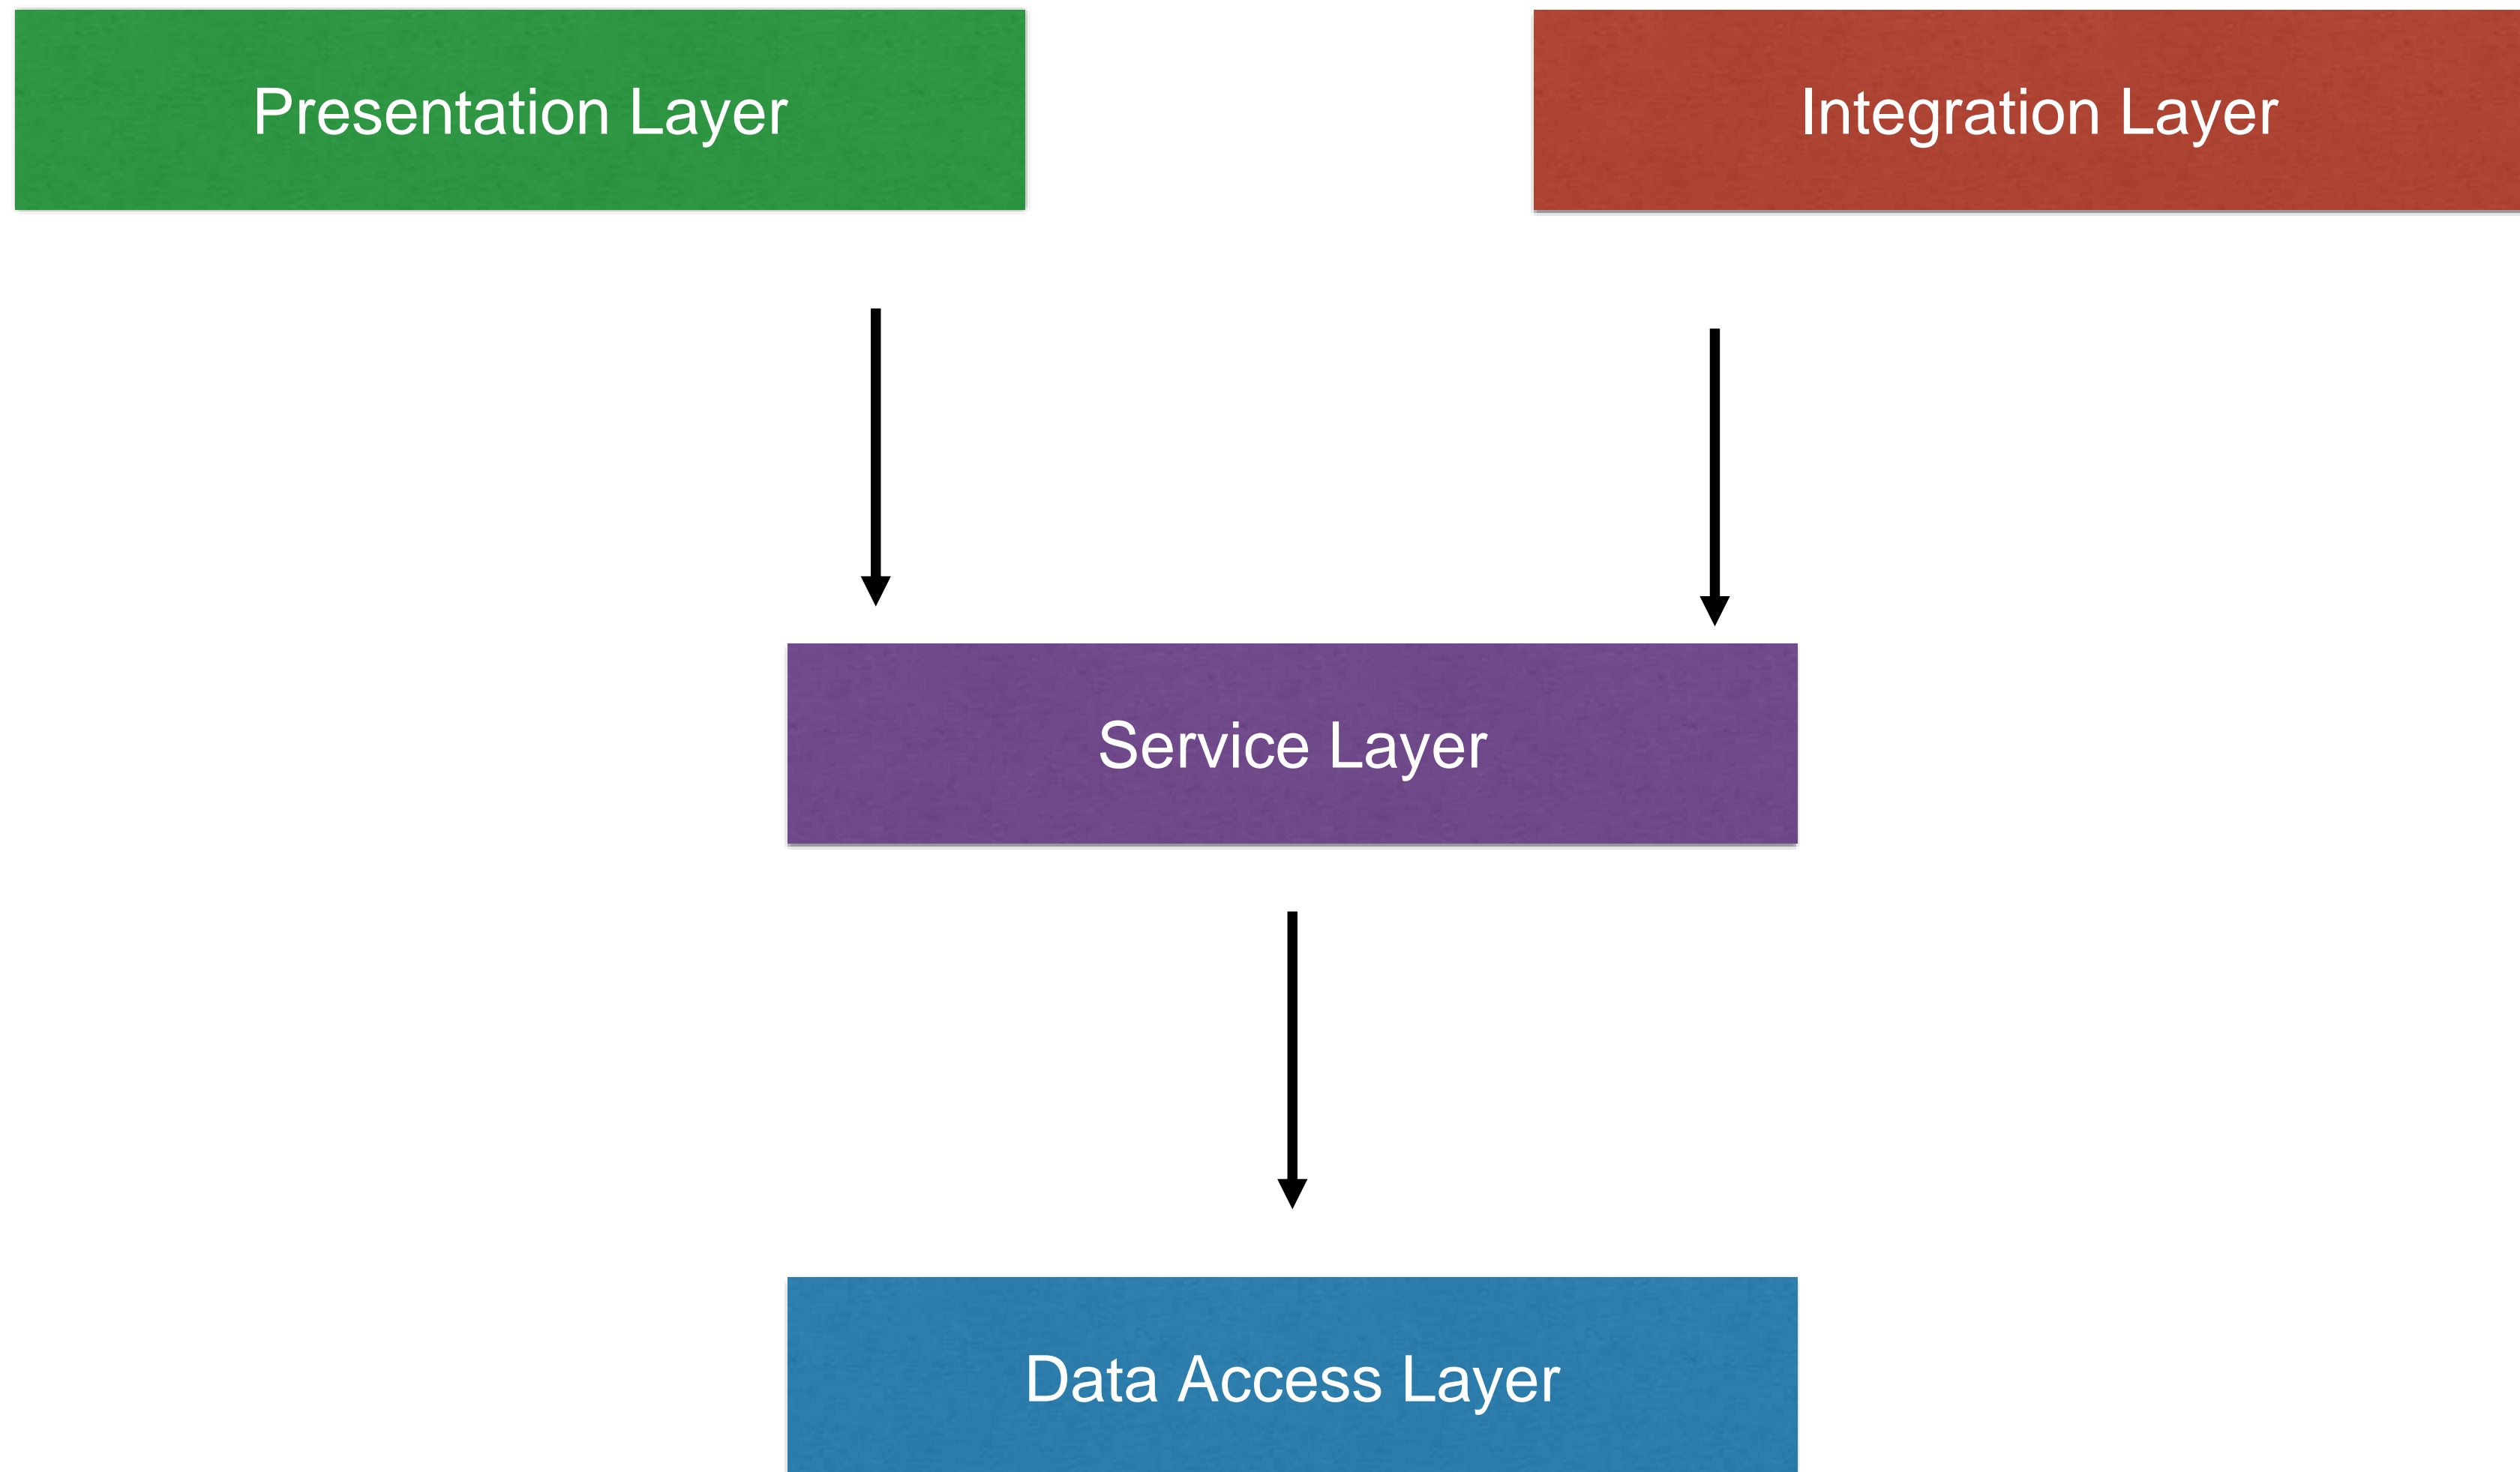 Presentation Layer
Integration Layer
Service Layer
Data Access Layer